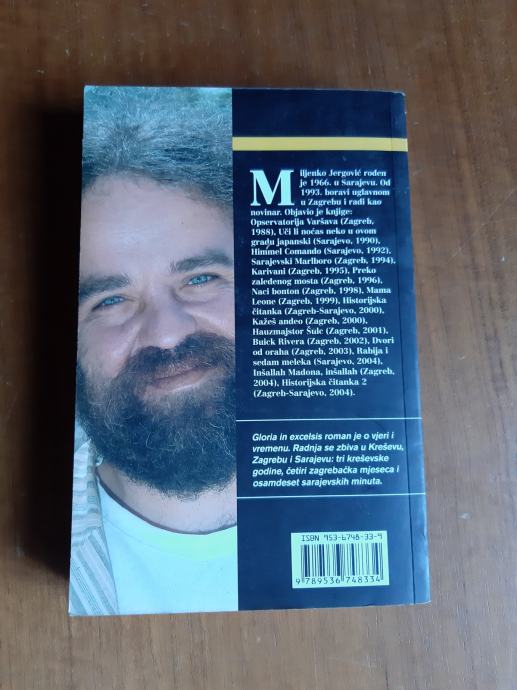 Miljenko Jergović rođen
je 1966. u Sarajevu. Od
1993. boravi uglavnom
u Zagrebu i radi kao
novinar. Objavio je knjige:
Opservatorija Varšava (Zagreb,
1988), Uči li noćas neko u ovom
gradu japanski (Sarajevo, 1990),
Himmel Comando (Sarajevo, 1992),
Sarajevski Marlboro (Zagreb, 1994),
Karivani (Zagreb, 1995), Preko
zaleđenog mosta (Zagreb, 1996),
Naci bonton (Zagreb, 1998), Mama
Leone (Zagreb, 1999), Historijska
čitanka (Zagreb-Sarajevo, 2000),
Kažeš anđeo (Zagreb, 2000),
Hauzmajstor Šulc (Zagreb, 2001),
Buick Rivera (Zagreb, 2002), Dvori
od oraha (Zagreb, 2003), Rabija i
sedam meleka (Sarajevo, 2004),
Inšallah Madona, inšallah (Zagreb,
2004), Historijska čitanka 2
(Zagreb-Sarajevo, 2004).
Gloria in excelsis roman je o vjeri i
vremenu. Radnja se zbiva u Kreševu,
Zagrebu i Sarajevu: tri kreševske
godine, četiri zagrebačka mjeseca i
osamdeset sarajevskih minuta.
ISBN 953-6748-33-9
9 789536 748334